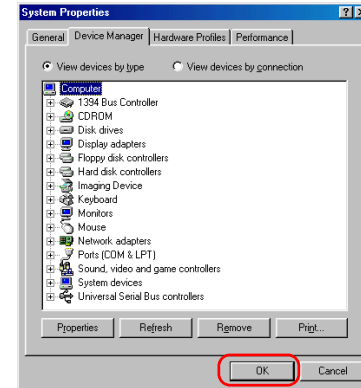 System Properties
General Device Manager Hardware Profiles Performance
View devices by type View devices by connection
Computer
1394 Bus Controller
CDROM
Disk drives
Display adapters
Floppy disk controllers
Hard disk controllers
Imaging Device
Keyboard
Monitors
Mouse
Network adapters
Ports (COM & LPT)
Sound, video and game controllers
System devices
Universal Serial Bus controllers
Properties Refresh Remove Print...
OK Cancel